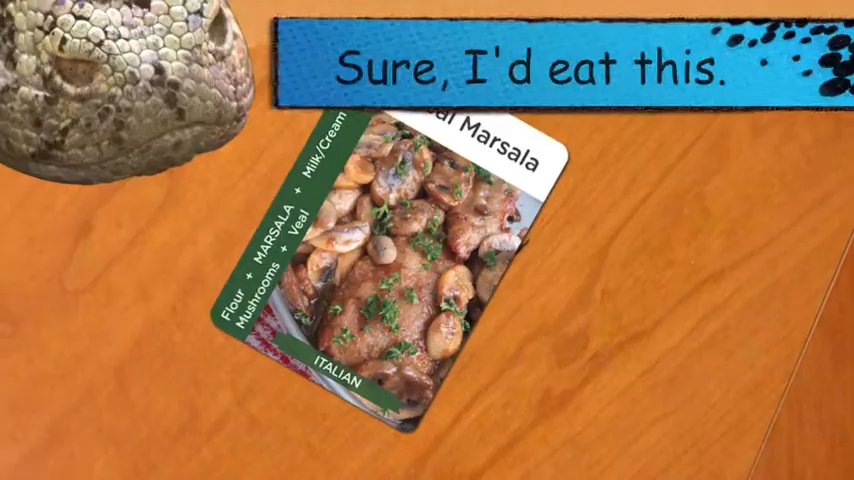 Sure, I'd eat this.
al Marsala
Flour + MARSALA + Milk/Cream
Mushrooms + Veal
ITALIAN